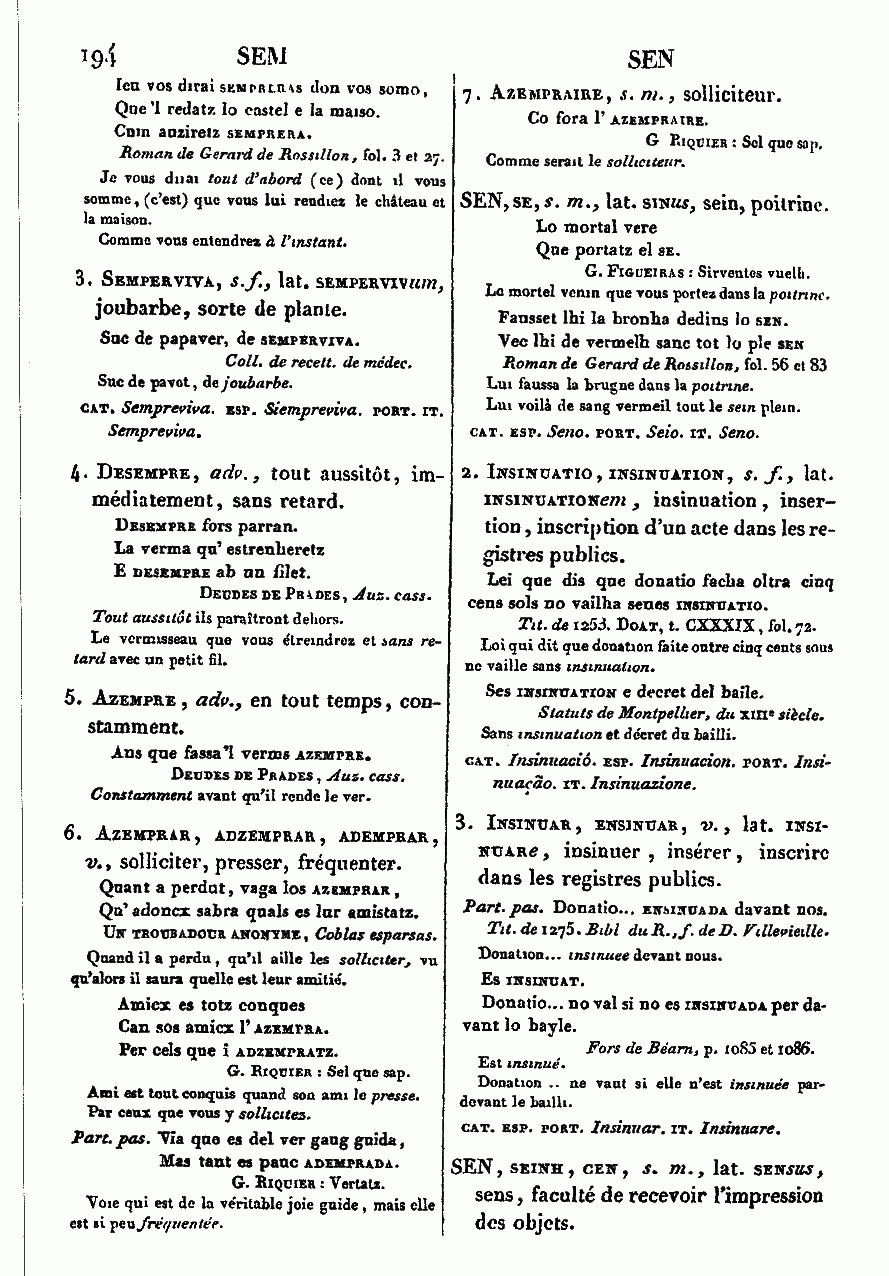 194 SEM SEN
Ieu vos dirai SEMPRERAS don vos somo,
Que'l redatz lo castel e la maiso.
Cum auziretz SEMPRERA.
Roman de Gerard de Rossillon, fol. 3 et 27.
Je vous dirai tout d'abord (ce) dont il vous
somme, (c'est) que vous lui rendiez le château et
la maison.
Comme vous entendrez à l'instant.
3. SEMPERVIVA, s. f., lat. SEMPERVIVum,
joubarbe, sorte de plante.
Suc de papaver, de SEMPERVIVA.
Coll. de recett. de médec.
Suc de pavot, de joubarbe.
CAT. Sempreviva. ESP. Siempreviva. PORT. IT.
Sempreviva.
4. DESEMPRE, adv., tout aussitôt, im-
médiatement, sans retard.
DESEMPRE fors parran.
La verma qu'estrenheretz
E DESEMPRE ab un filet.
DEUDES DE PRADES, Auz. cass.
Tout aussitôt ils paraîtront dehors.
Le vermisseau que vous étreindrez et sans re-
tard avec un petit fil.
5. AZEMPRE, adv., en tout temps, con-
stamment.
Ans que fassa'l verms AZEMPRE.
DEUDES DE PRADES, Auz. cass.
Constamment avant qu'il rende le ver.
6. AZEMPRAR, ADZEMPRAR, ADEMPRAR,
v., solliciter, presser, fréquenter.
Quant a perdut, vaga los AZEMPRAR,
Qu'adoncx sabra quals es lur amistatz.
UN TROUBADOUR ANONYME, Coblas esparsas.
Quand il a perdu, qu'il aille les solliciter, vu
qu'alors il saura quelle est leur amitié.
Amicx es totz conques
Can sos amicx l'AZEMPRA.
Per cels que i ADZEMPRATZ.
G. RIQUIER : Sel que sap.
Ami est tout conquis quand son ami le presse.
Par ceux que vous y sollicitez.
Part. pas. Via que es del ver gaug guida,
Mas tant es pauc ADEMPRADA.
G. RIQUIER : Vertatz.
Voie qui est de la véritable joie guide, mais elle
est si peu fréquentée.
7. AZEMPRAIRE, s. m., solliciteur.
Co fora l'AZEMPRAIRE.
G RIQUIER : Sel que sap.
Comme serait le solliciteur.
SEN, SE, s. m., lat. SINus, sein, poitrine.
Lo mortal vere
Que portatz el SE.
G. FIGUEIRAS : Sirventes vuelh.
Le mortel venin que vous portez dans la poitrine.
Fausset lhi la bronha dedins lo SEN.
Vec lhi de vermelh sanc tot lo ple SEN
Roman de Gerard de Rossillon, fol. 56 et 83
Lui faussa la brugne dans la poitrine.
Lui voilà de sang vermeil tout le sein plein.
CAT. ESP. Seno. PORT. Seio. IT. Seno.
2. INSINUATIO, INSINUATION, s. f., lat.
INSINUATIONem, insinuation, inser-
tion, inscription d'un acte dans les re-
gistres publics.
Lei que dis que donatio facha oltra cinq
cens sols no vailha senes INSINUATIO.
Tit. de 1253. DOAT, t. CXXXIX, fol. 72.
Loi qui dit que donation faite outre cinq cents sous
ne vaille sans insinuation.
Ses INSINUATION e decret del baile.
Statuts de Montpellier, du XIIIe siècle.
Sans insinuation et décret du bailli.
CAT. Insinuació. ESP. Insinuacion. PORT. Insi-
nuação. IT. Insinuazione.
3. INSINUAR, ENSINUAR, v., lat. INSI-
NUARe, insinuer, insérer, inscrire
dans les registres publics.
Part. pas. Donatio... ENSINUADA davant nos.
Tit. de 1275. Bibl du R., f. de D. Villevieille.
Donation... insinuee devant nous.
Es INSINUAT.
Donatio... no val si no es INSINUADA per da-
vant lo bayle.
Fors de Béarn, p. 1085 et 1086.
Est insinué.
Donation .. ne vaut si elle n'est insinuée par-
devant le bailli.
CAT. ESP. PORT. Insinuar. IT. Insinuare.
SEN, SEINH, CEN, s. m., lat. SENsus,
sens, faculté de recevoir l'impression
des objets.